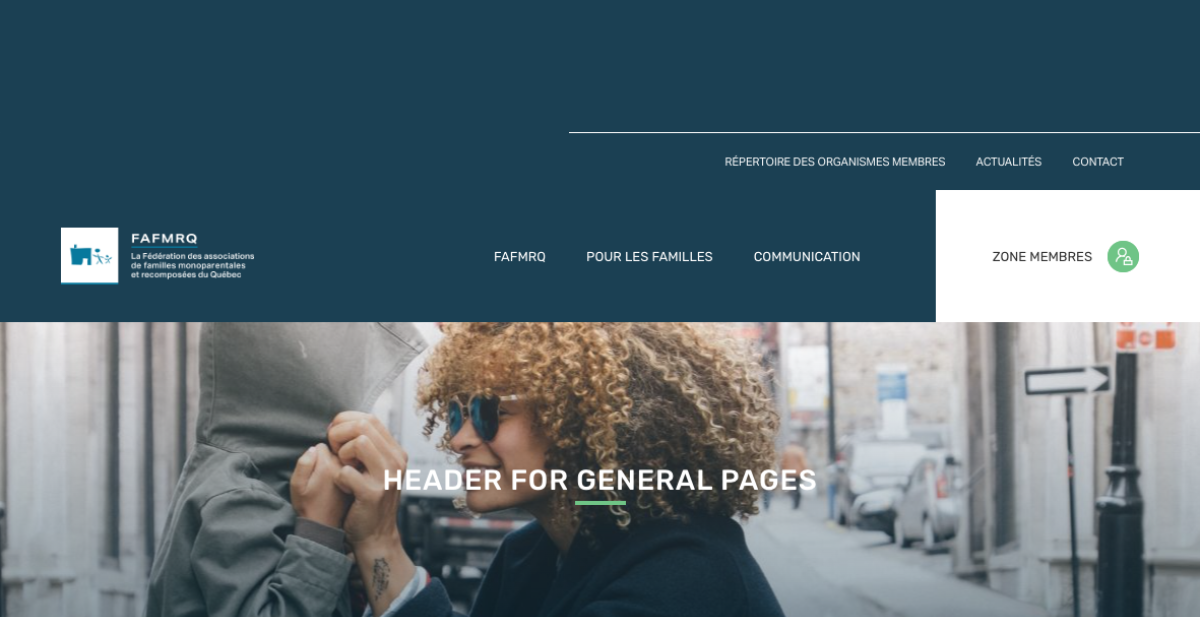 RÉPERTOIRE DES ORGANISMES MEMBRES
ACTUALITÉS
CONTACT
FAFMRQ
La Fédération des associations
de familles monoparentales
et recomposées du Québec
FAFMRQ
POUR LES FAMILLES
COMMUNICATION
ZONE MEMBRES
HEADER FOR GENERAL PAGES